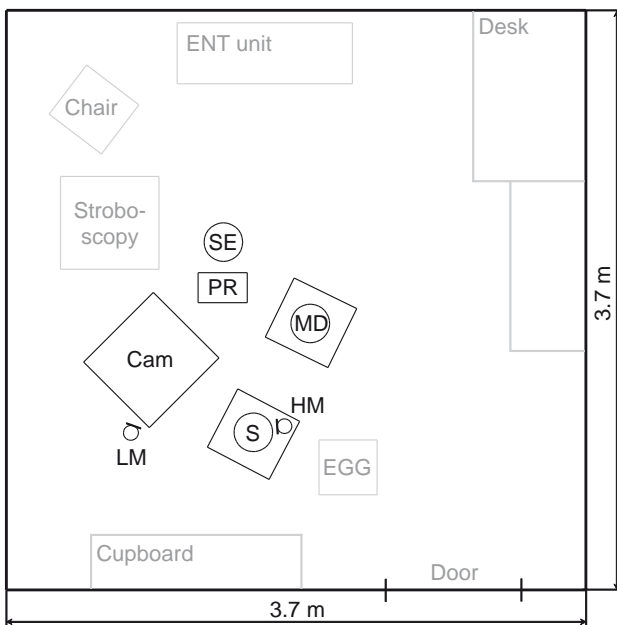 ENT unit
Desk
Chair
Strobo-
scopy
SE
PR
3.7 m
MD
Cam
HM
S
LM
EGG
Cupboard
Door
3.7 m